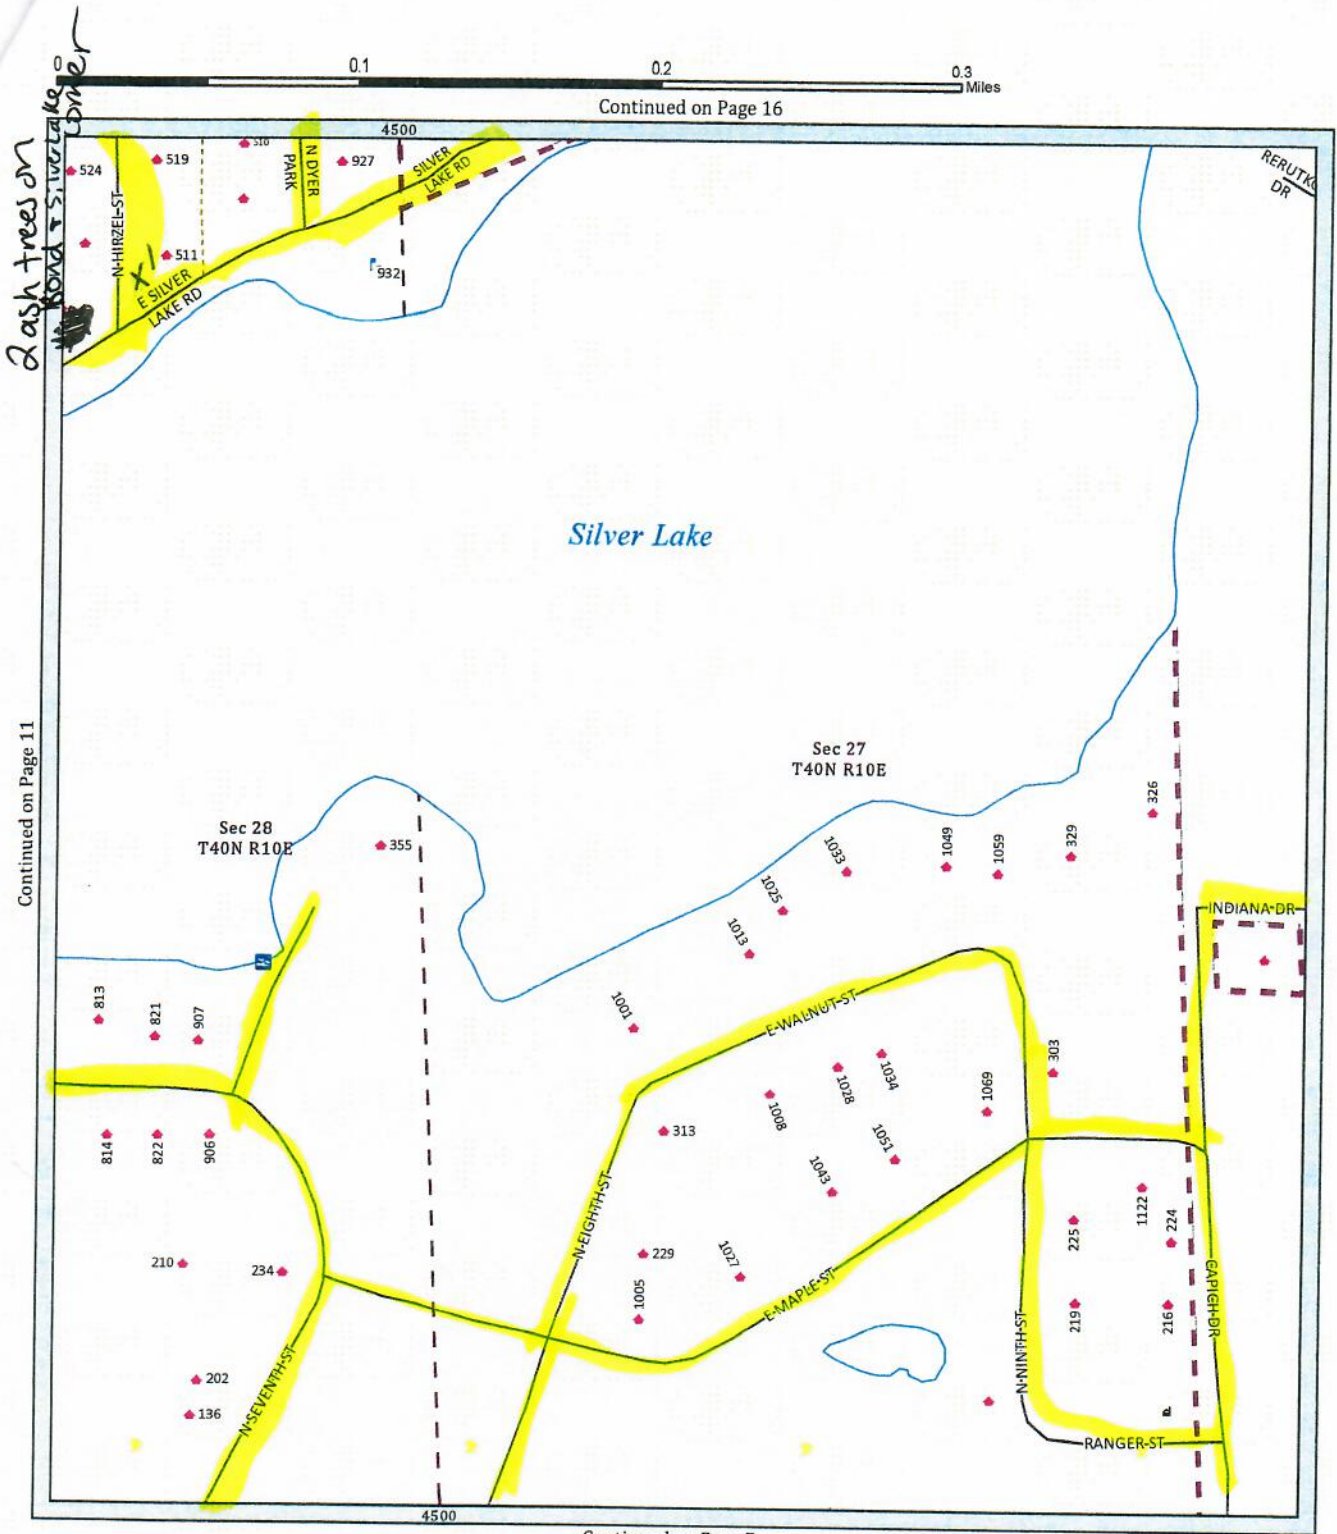 2 ash trees on
Bond + Silverlake
corner
0
0.1
0.2
0.3
Miles
Continued on Page 16
4500
524
519
510
N DYER
PARK
927
SILVER
LAKE RD
RERUTKO
DR
N HIRZEL ST
X 1
511
E SILVER
LAKE RD
932
Silver Lake
Continued on Page 11
Sec 27
T40N R10E
Sec 28
T40N R10E
355
326
329
1059
1049
1033
1025
1013
1001
INDIANA DR
813
821
907
E WALNUT ST
303
1034
1028
1008
1069
313
814
822
906
1051
1043
N EIGHTH ST
1122
224
225
210
234
229
1027
1005
E MAPLE ST
219
216
CAPICH DR
N NINTH ST
202
136
N SEVENTH ST
RANGER ST
4500